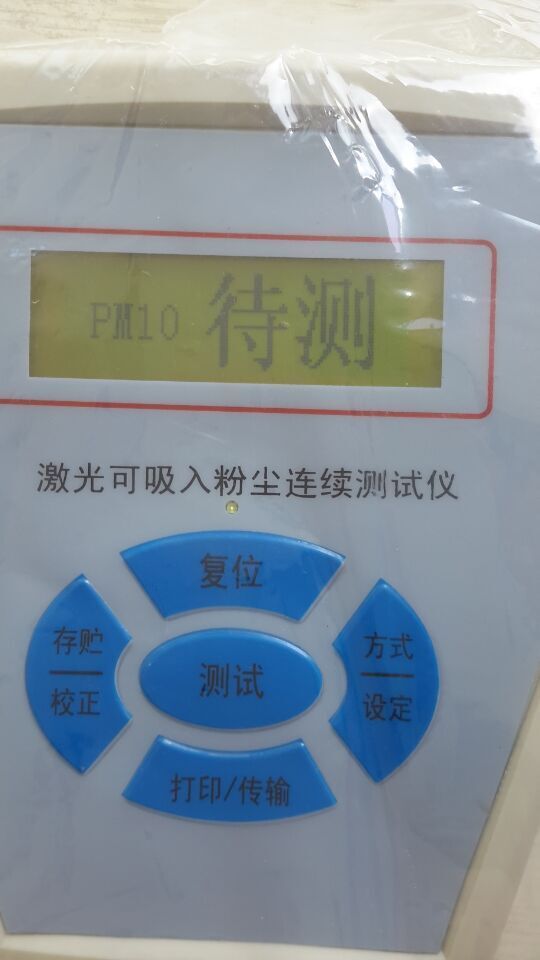 PM10 待测
激光可吸入粉尘连续测试仪
复位
存贮
校正
测试
方式
设定
打印/传输